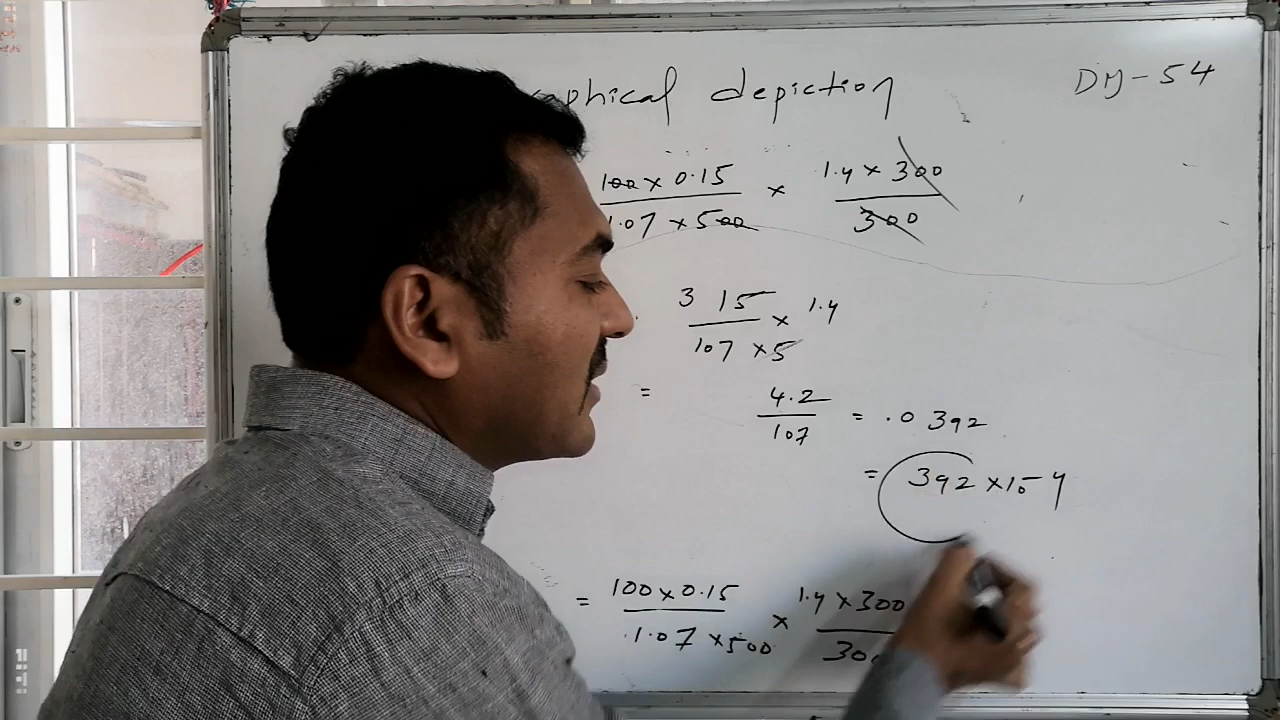 aphical depiction DM-54
100 × 0.15 / 1.07 × 500 × 1.4 × 300 / 300
3 15 / 107 × 5 × 1.4
= 4.2 / 107 = .0392
= 392 × 10-4
= 100 × 0.15 / 1.07 × 500 × 1.4 × 300 / 300